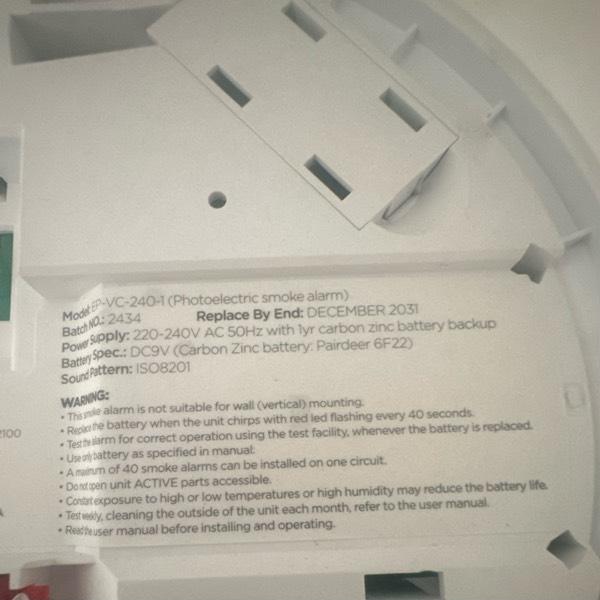 Model: EP-VC-240-1 (Photoelectric smoke alarm)
Batch NO.: 2434 Replace By End: DECEMBER 2031
Power Supply: 220-240V AC 50Hz with 1yr carbon zinc battery backup
Battery Spec.: DC9V (Carbon Zinc battery: Pairdeer 6F22)
Sound Pattern: ISO8201
WARNING:
• This smoke alarm is not suitable for wall (vertical) mounting.
• Replace the battery when the unit chirps with red led flashing every 40 seconds.
• Test the alarm for correct operation using the test facility, whenever the battery is replaced.
• Use only battery as specified in manual.
• A maximum of 40 smoke alarms can be installed on one circuit.
• Do not open unit ACTIVE parts accessible.
• Constant exposure to high or low temperatures or high humidity may reduce the battery life.
• Test weekly, cleaning the outside of the unit each month, refer to the user manual.
• Read the user manual before installing and operating.